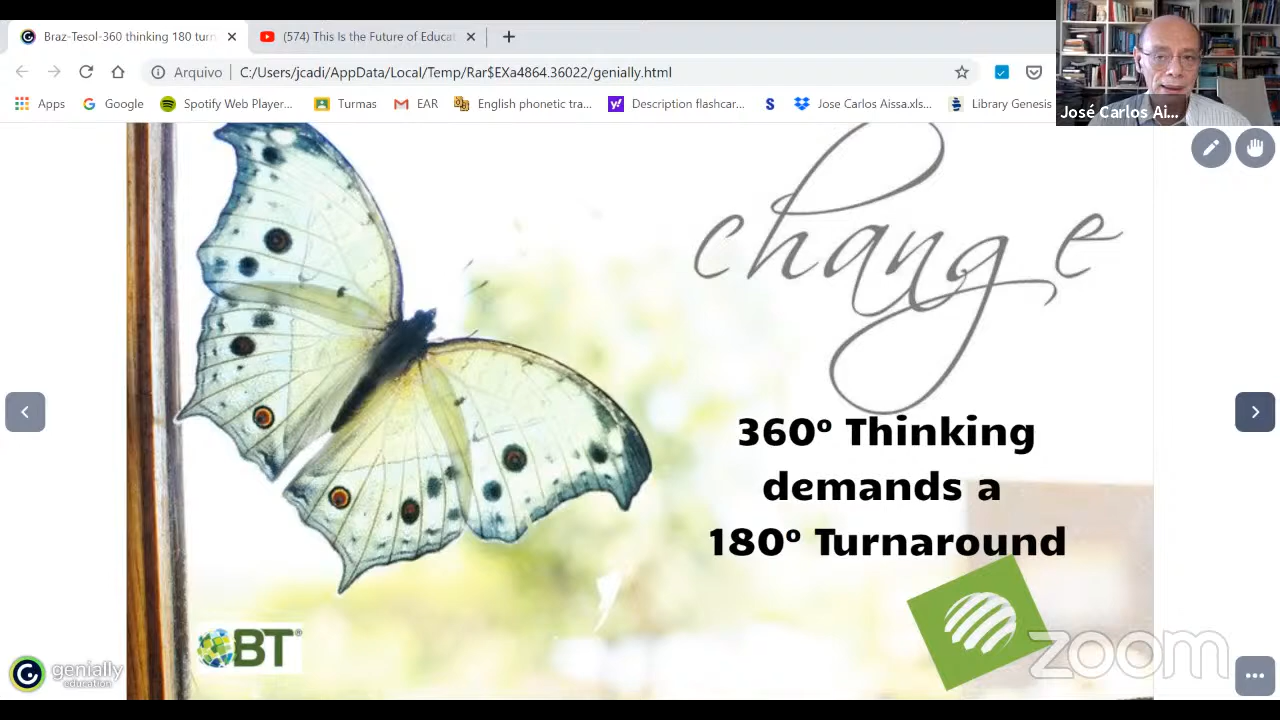 Braz-Tesol-360 thinking 180 turn
(574) This Is the Future of Educat
Arquivo
C:/Users/jcadi/AppData/Local/Temp/Rar$EXa4864.36022/genially.html
Apps
Google
Spotify Web Player...
Turmas
EAR
English phonetic tra...
Description flashcar...
S
Jose Carlos Aissa.xls...
Library Genesis
José Carlos Ai...
change
360º Thinking
demands a
180º Turnaround
BT®
genially
education
zoom